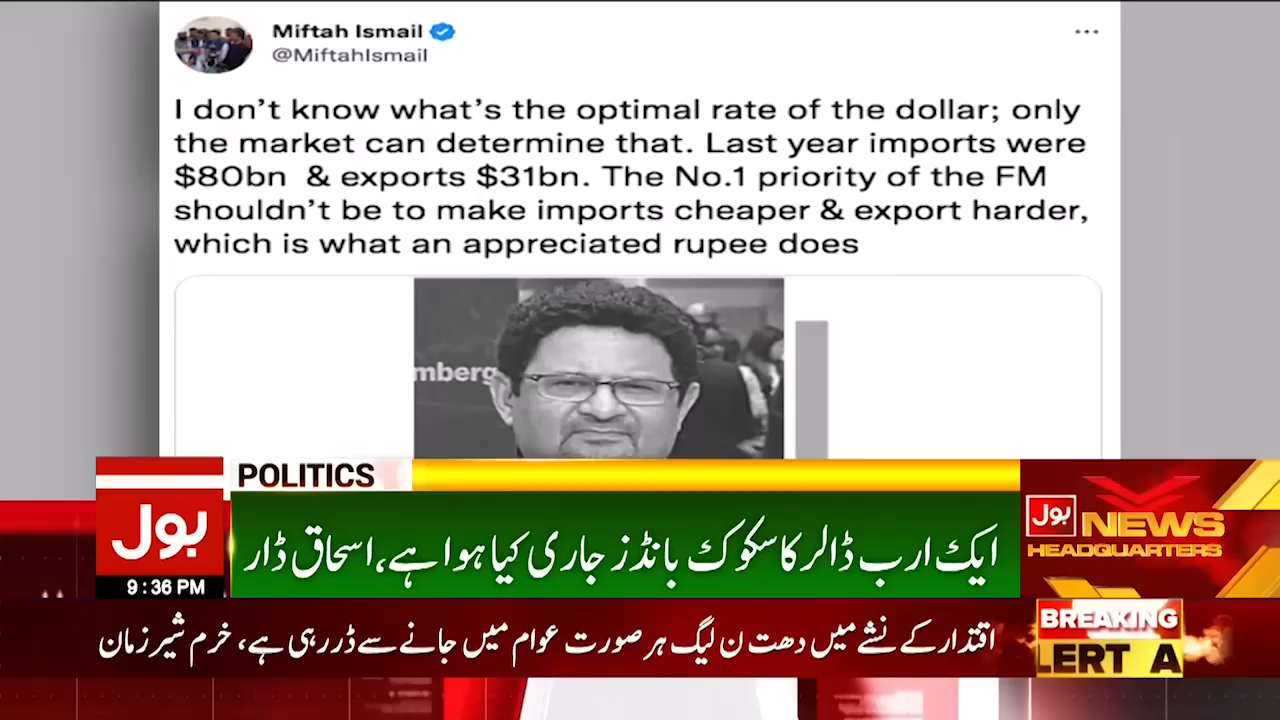 Miftah Ismail
@MiftahIsmail
I don't know what's the optimal rate of the dollar; only
the market can determine that. Last year imports were
$80bn & exports $31bn. The No.1 priority of the FM
shouldn't be to make imports cheaper & export harder,
which is what an appreciated rupee does
mberg
POLITICS
بول
ایک ارب ڈالر کا سکوک بانڈز جاری کیا ہوا ہے، اسحاق ڈار
بول NEWS
HEADQUARTERS
9:36 PM
اقتدار کے نشے میں دھت ن لیگ ہر صورت عوام میں جانے سے ڈر رہی ہے، خرم شیر زمان
BREAKING
LERT A